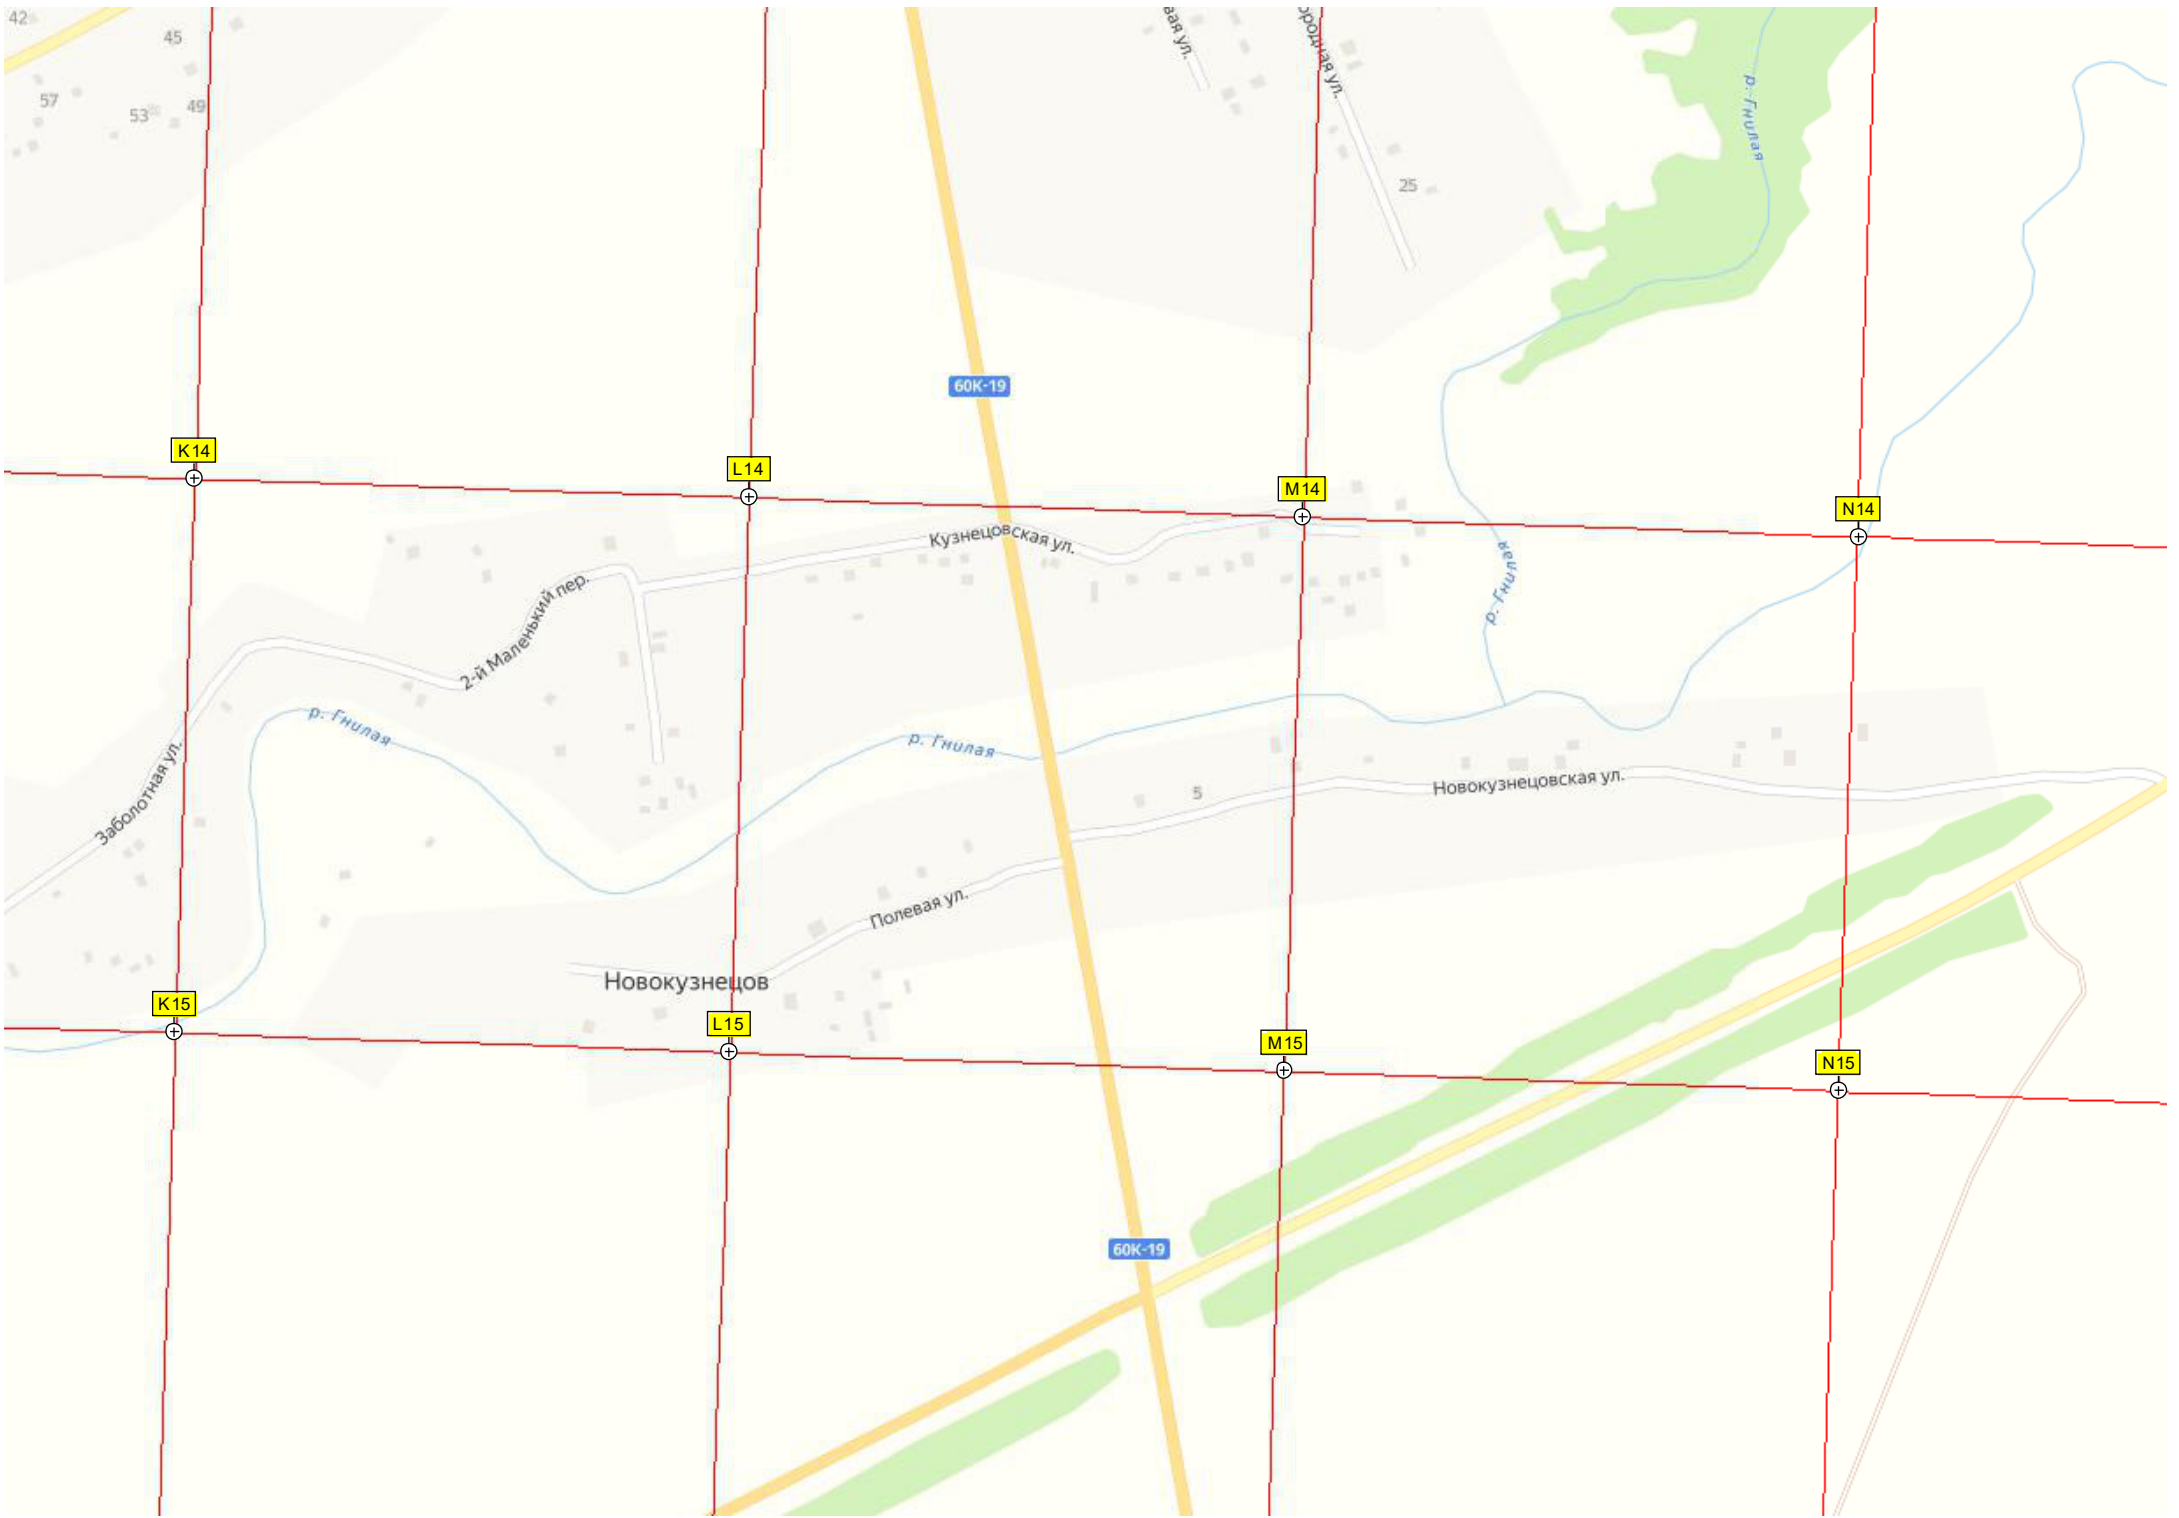 42
45
57
53
49
вая ул.
ородная ул.
р. Гнилая
25
60К-19
K14
L14
M14
N14
Кузнецовская ул.
2-й Маленький пер.
р. Гнилая
р. Гнилая
р. Гнилая
Заболотная ул.
5
Новокузнецовская ул.
Полевая ул.
Новокузнецов
K15
L15
M15
N15
60К-19